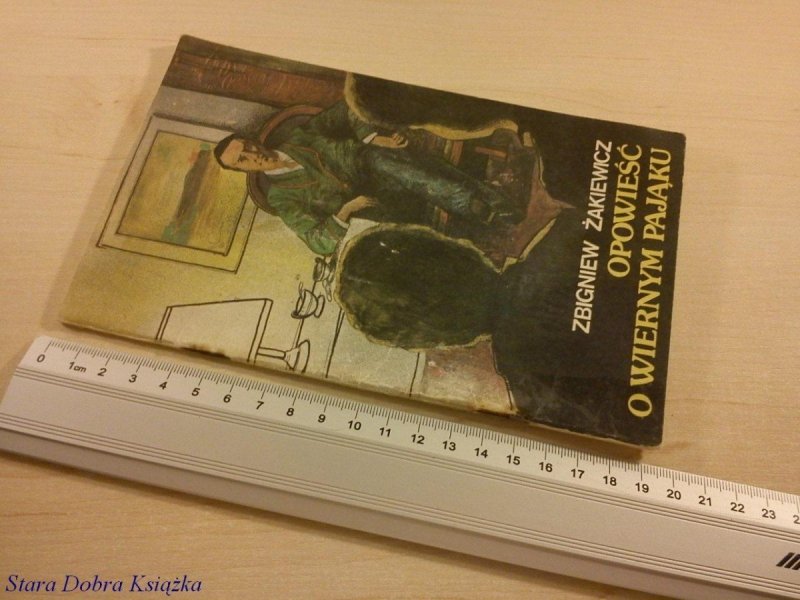 ZBIGNIEW ŻAKIEWICZ
OPOWIEŚĆ
O WIERNYM PAJĄKU
0 1cm 2 3 4 5 6 7 8 9 10 11 12 13 14 15 16 17 18 19 20 21 22 23
Stara Dobra Książka